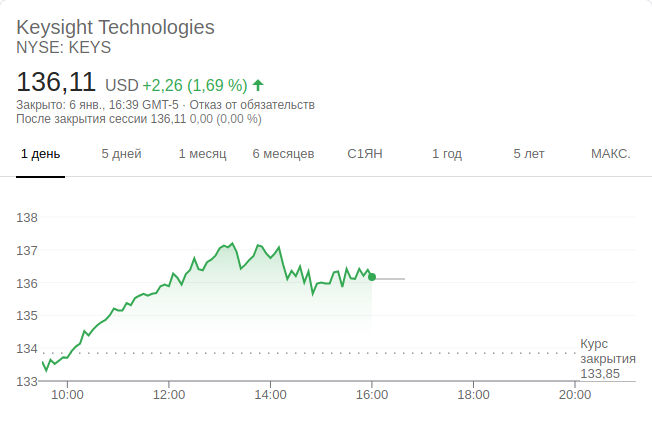 Keysight Technologies
NYSE: KEYS
136,11 USD +2,26 (1,69 %)
Закрыто: 6 янв., 16:39 GMT-5 · Отказ от обязательств
После закрытия сессии 136,11 0,00 (0,00 %)
1 день 5 дней 1 месяц 6 месяцев С1ЯН 1 год 5 лет МАКС.
138
137
136
135
134
133
Курс
закрытия
133,85
10:00 12:00 14:00 16:00 18:00 20:00